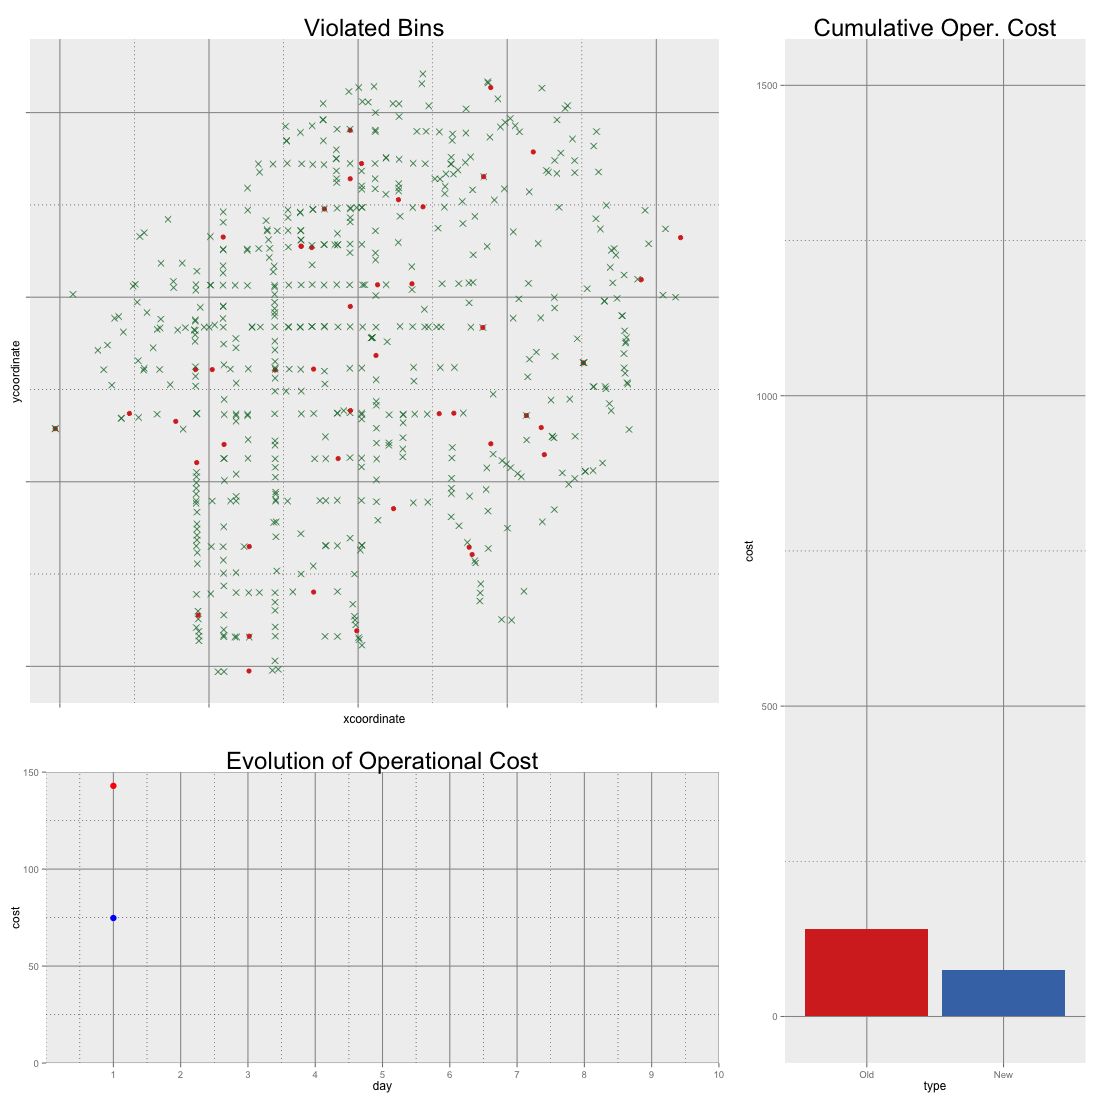 Violated Bins
ycoordinate
xcoordinate
Evolution of Operational Cost
150
100
50
0
cost
1 2 3 4 5 6 7 8 9 10
day
Cumulative Oper. Cost
1500
1000
500
0
cost
Old New
type